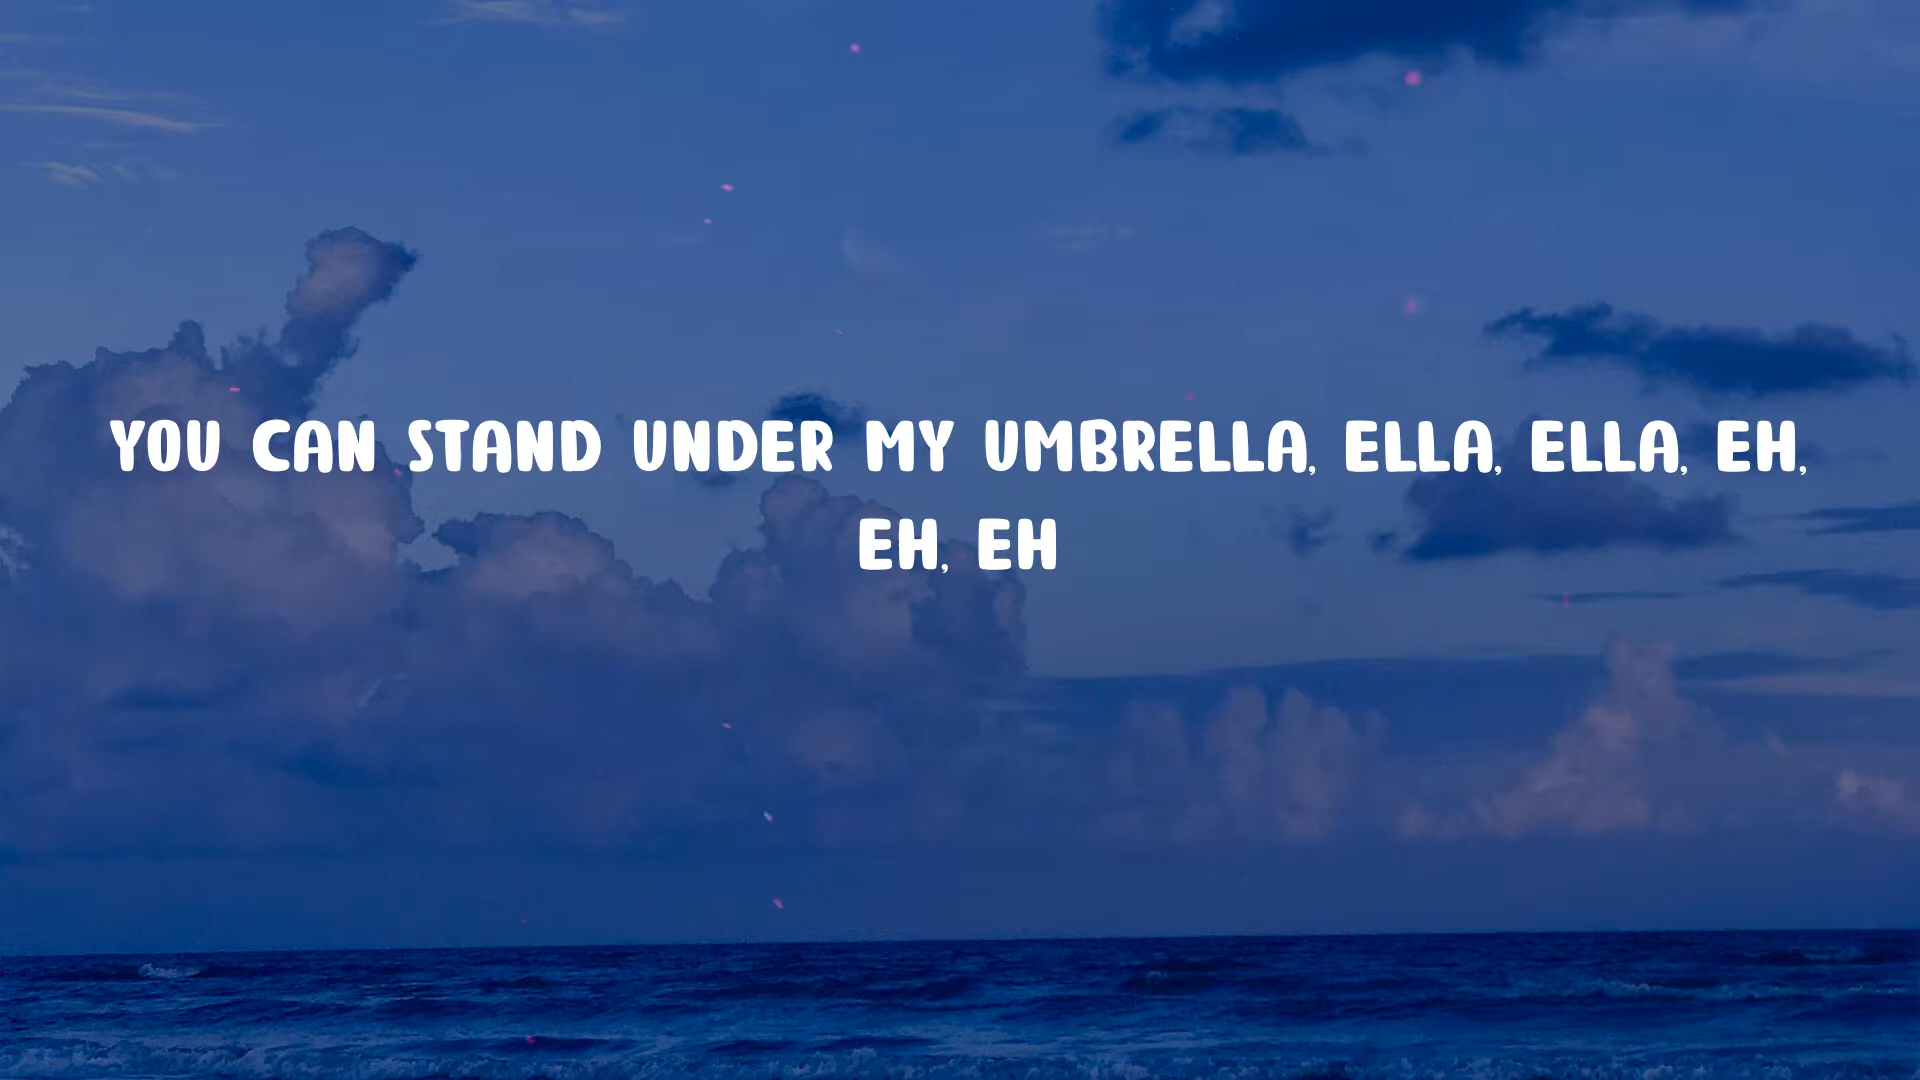 YOU CAN STAND UNDER MY UMBRELLA, ELLA, ELLA, EH,
EH, EH